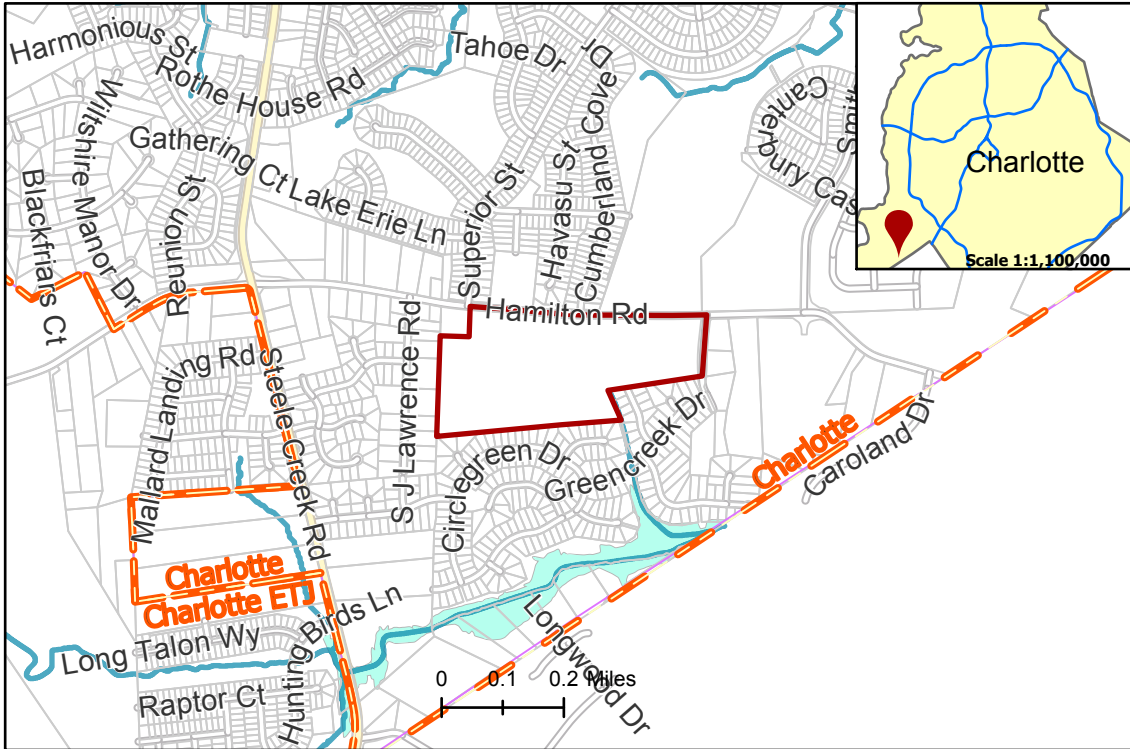 Harmonious St
Rothe House Rd
Tahoe Dr
Dr
Wiltshire Manor Dr
Gathering Ct
Lake Erie Ln
Superior St
Havasu St
Cumberland Cove
Canterbury Cas
Smith
Blackfriars Ct
Reunion St
Charlotte
Scale 1:1,100,000
Hamilton Rd
S J Lawrence Rd
Mallard Landing Rd
Steele Creek Rd
Circlegreen Dr
Greencreek Dr
Charlotte
Caroland Dr
Charlotte
Charlotte ETJ
Long Talon Wy
Hunting Birds Ln
Raptor Ct
Longwood Dr
0 0.1 0.2 Miles